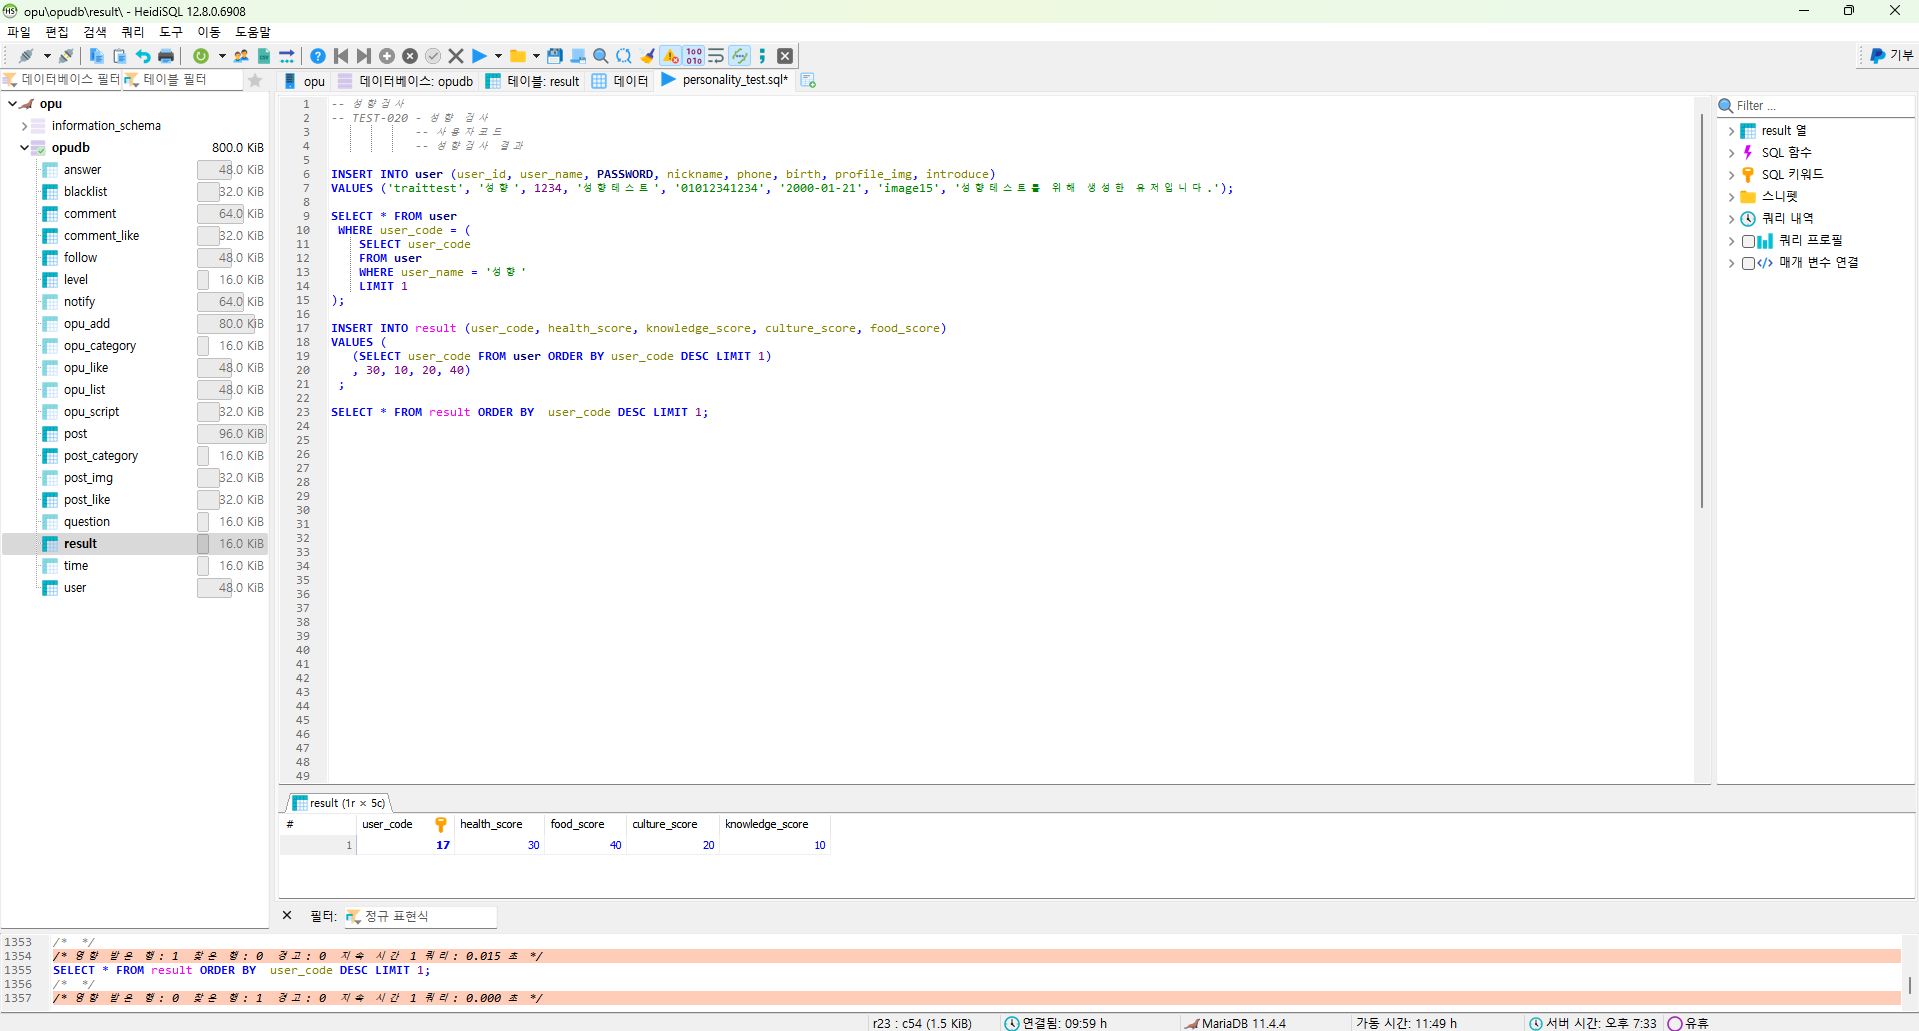 opu\opudb\result\ - HeidiSQL 12.8.0.6908
파일 편집 검색 쿼리 도구 이동 도움말
기부
데이터베이스 필터 테이블 필터
opu 데이터베이스: opudb 테이블: result 데이터 personality_test.sql*
opu
information_schema
opudb 800.0 KiB
answer 48.0 KiB
blacklist 32.0 KiB
comment 64.0 KiB
comment_like 32.0 KiB
follow 48.0 KiB
level 16.0 KiB
notify 64.0 KiB
opu_add 80.0 KiB
opu_category 16.0 KiB
opu_like 48.0 KiB
opu_list 48.0 KiB
opu_script 32.0 KiB
post 96.0 KiB
post_category 16.0 KiB
post_img 32.0 KiB
post_like 32.0 KiB
question 16.0 KiB
result 16.0 KiB
time 16.0 KiB
user 48.0 KiB
1 -- 성향검사
2 -- TEST-020 - 성향 검사
3 -- 사용자코드
4 -- 성향검사 결과
5
6 INSERT INTO user (user_id, user_name, PASSWORD, nickname, phone, birth, profile_img, introduce)
7 VALUES ('traittest', '성향', 1234, '성향테스트', '01012341234', '2000-01-21', 'image15', '성향테스트를 위해 생성한 유저입니다.');
8
9 SELECT * FROM user
10 WHERE user_code = (
11 SELECT user_code
12 FROM user
13 WHERE user_name = '성향'
14 LIMIT 1
15 );
16
17 INSERT INTO result (user_code, health_score, knowledge_score, culture_score, food_score)
18 VALUES (
19 (SELECT user_code FROM user ORDER BY user_code DESC LIMIT 1)
20 , 30, 10, 20, 40)
21 ;
22
23 SELECT * FROM result ORDER BY  user_code DESC LIMIT 1;
24
25
26
27
28
29
30
31
32
33
34
35
36
37
38
39
40
41
42
43
44
45
46
47
48
49
Filter ...
result 열
SQL 함수
SQL 키워드
스니펫
쿼리 내역
쿼리 프로필
매개 변수 연결
result (1r × 5c)
# user_code health_score food_score culture_score knowledge_score
1 17 30 40 20 10
필터: 정규 표현식
1353 /*  */
1354 /* 영향 받은 행: 1 찾은 행: 0 경고: 0 지속 시간 1 쿼리: 0.015 초 */
1355 SELECT * FROM result ORDER BY  user_code DESC LIMIT 1;
1356 /*  */
1357 /* 영향 받은 행: 0 찾은 행: 1 경고: 0 지속 시간 1 쿼리: 0.000 초 */
r23 : c54 (1.5 KiB) 연결됨: 09:59 h MariaDB 11.4.4 가동 시간: 11:49 h 서버 시간: 오후 7:33 유휴